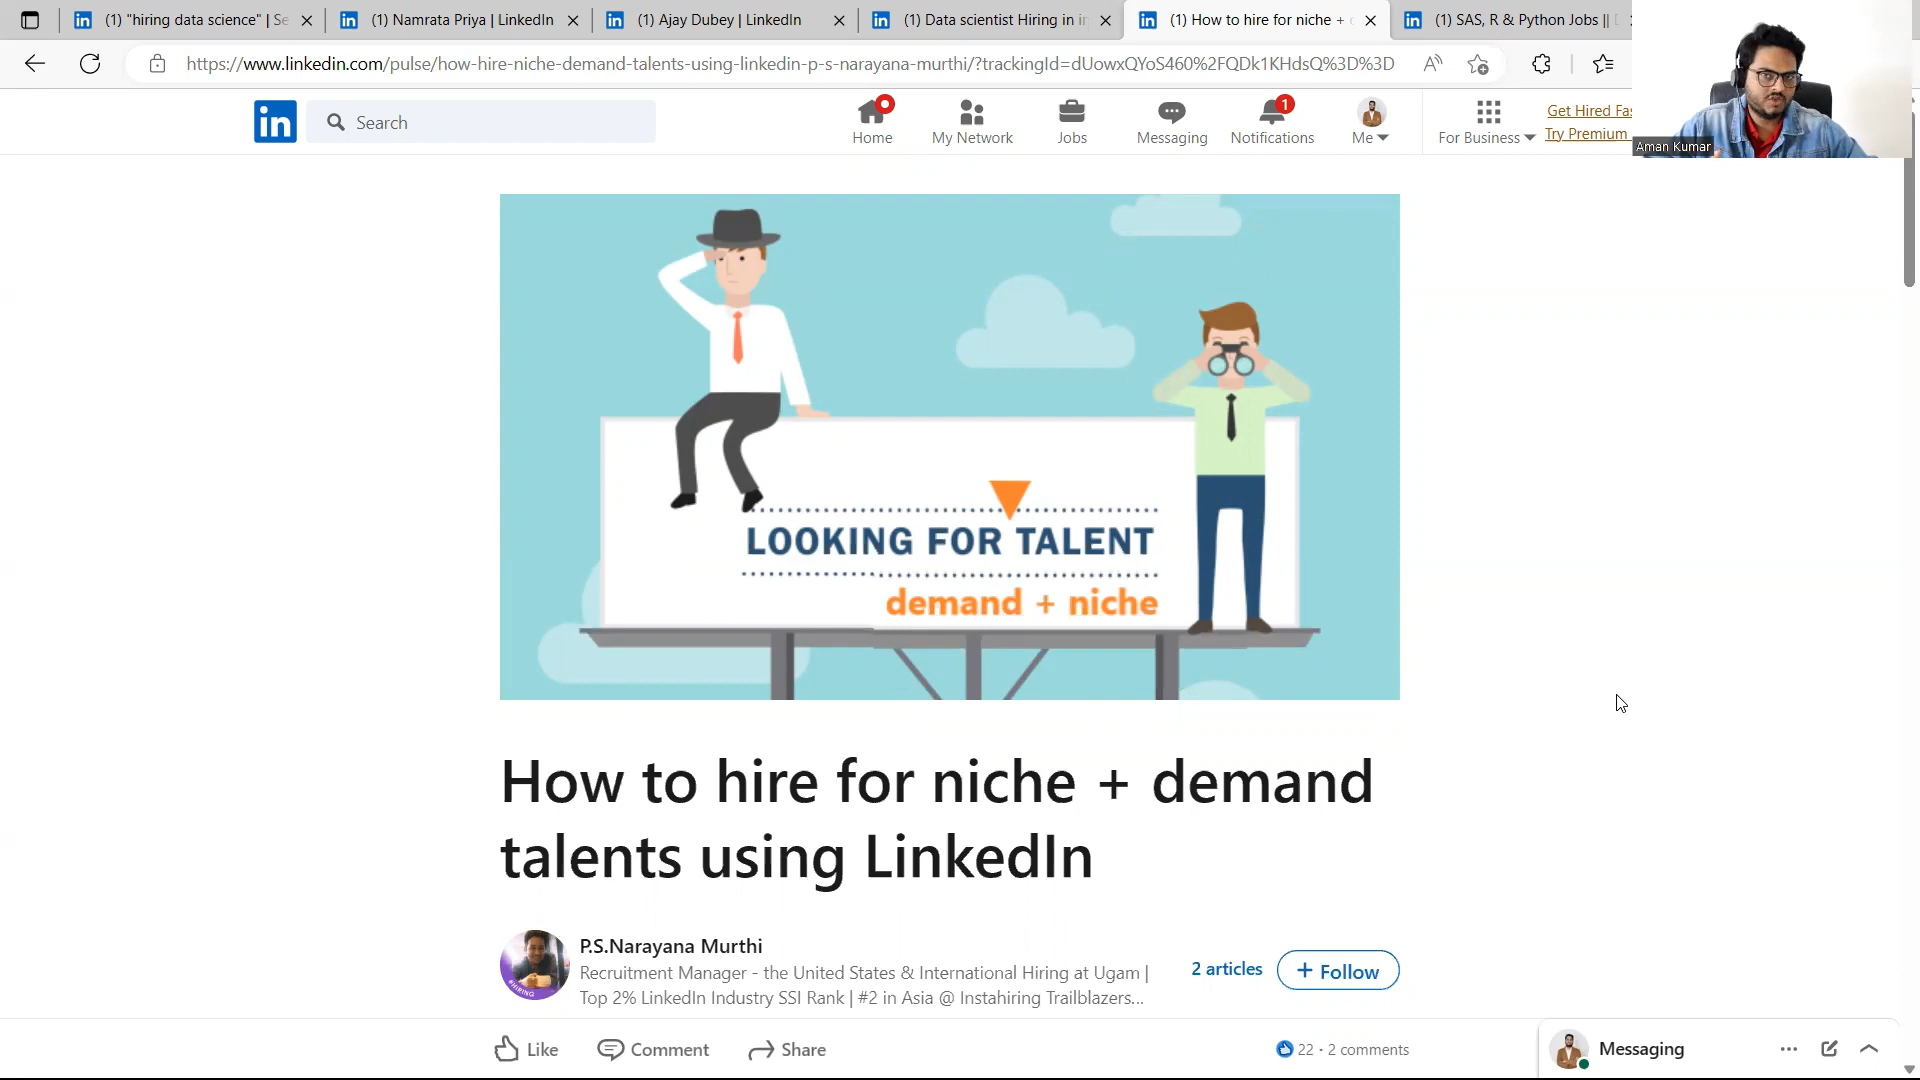 (1) "hiring data science" | Se
(1) Namrata Priya | LinkedIn
(1) Ajay Dubey | LinkedIn
(1) Data scientist Hiring in in
(1) How to hire for niche +
(1) SAS, R & Python Jobs ||
https://www.linkedin.com/pulse/how-hire-niche-demand-talents-using-linkedin-p-s-narayana-murthi/?trackingId=dUowxQYoS460%2FQDk1KHdsQ%3D%3D
in
Search
Home
My Network
Jobs
Messaging
1
Notifications
Me
For Business
Get Hired Fas
Try Premium
Aman Kumar
LOOKING FOR TALENT
demand + niche
How to hire for niche + demand
talents using LinkedIn
P.S.Narayana Murthi
Recruitment Manager - the United States & International Hiring at Ugam |
Top 2% LinkedIn Industry SSI Rank | #2 in Asia @ Instahiring Trailblazers...
#HIRING
2 articles
+ Follow
Like
Comment
Share
22 · 2 comments
Messaging